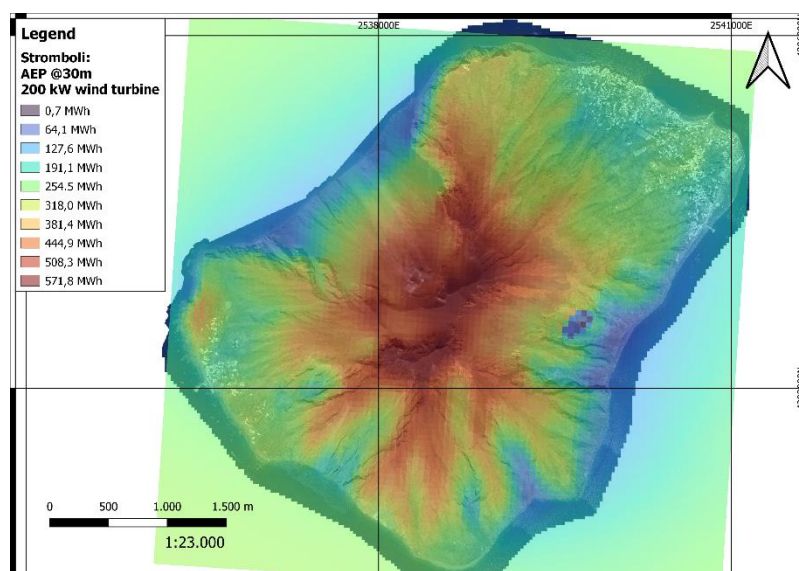 2538000E
2541000E
Legend
Stromboli:
AEP @30m
200 kW wind turbine
0,7 MWh
64,1 MWh
127,6 MWh
191,1 MWh
254.5 MWh
318,0 MWh
381,4 MWh
444,9 MWh
508,3 MWh
571,8 MWh
0 500 1.000 1.500 m
1:23.000